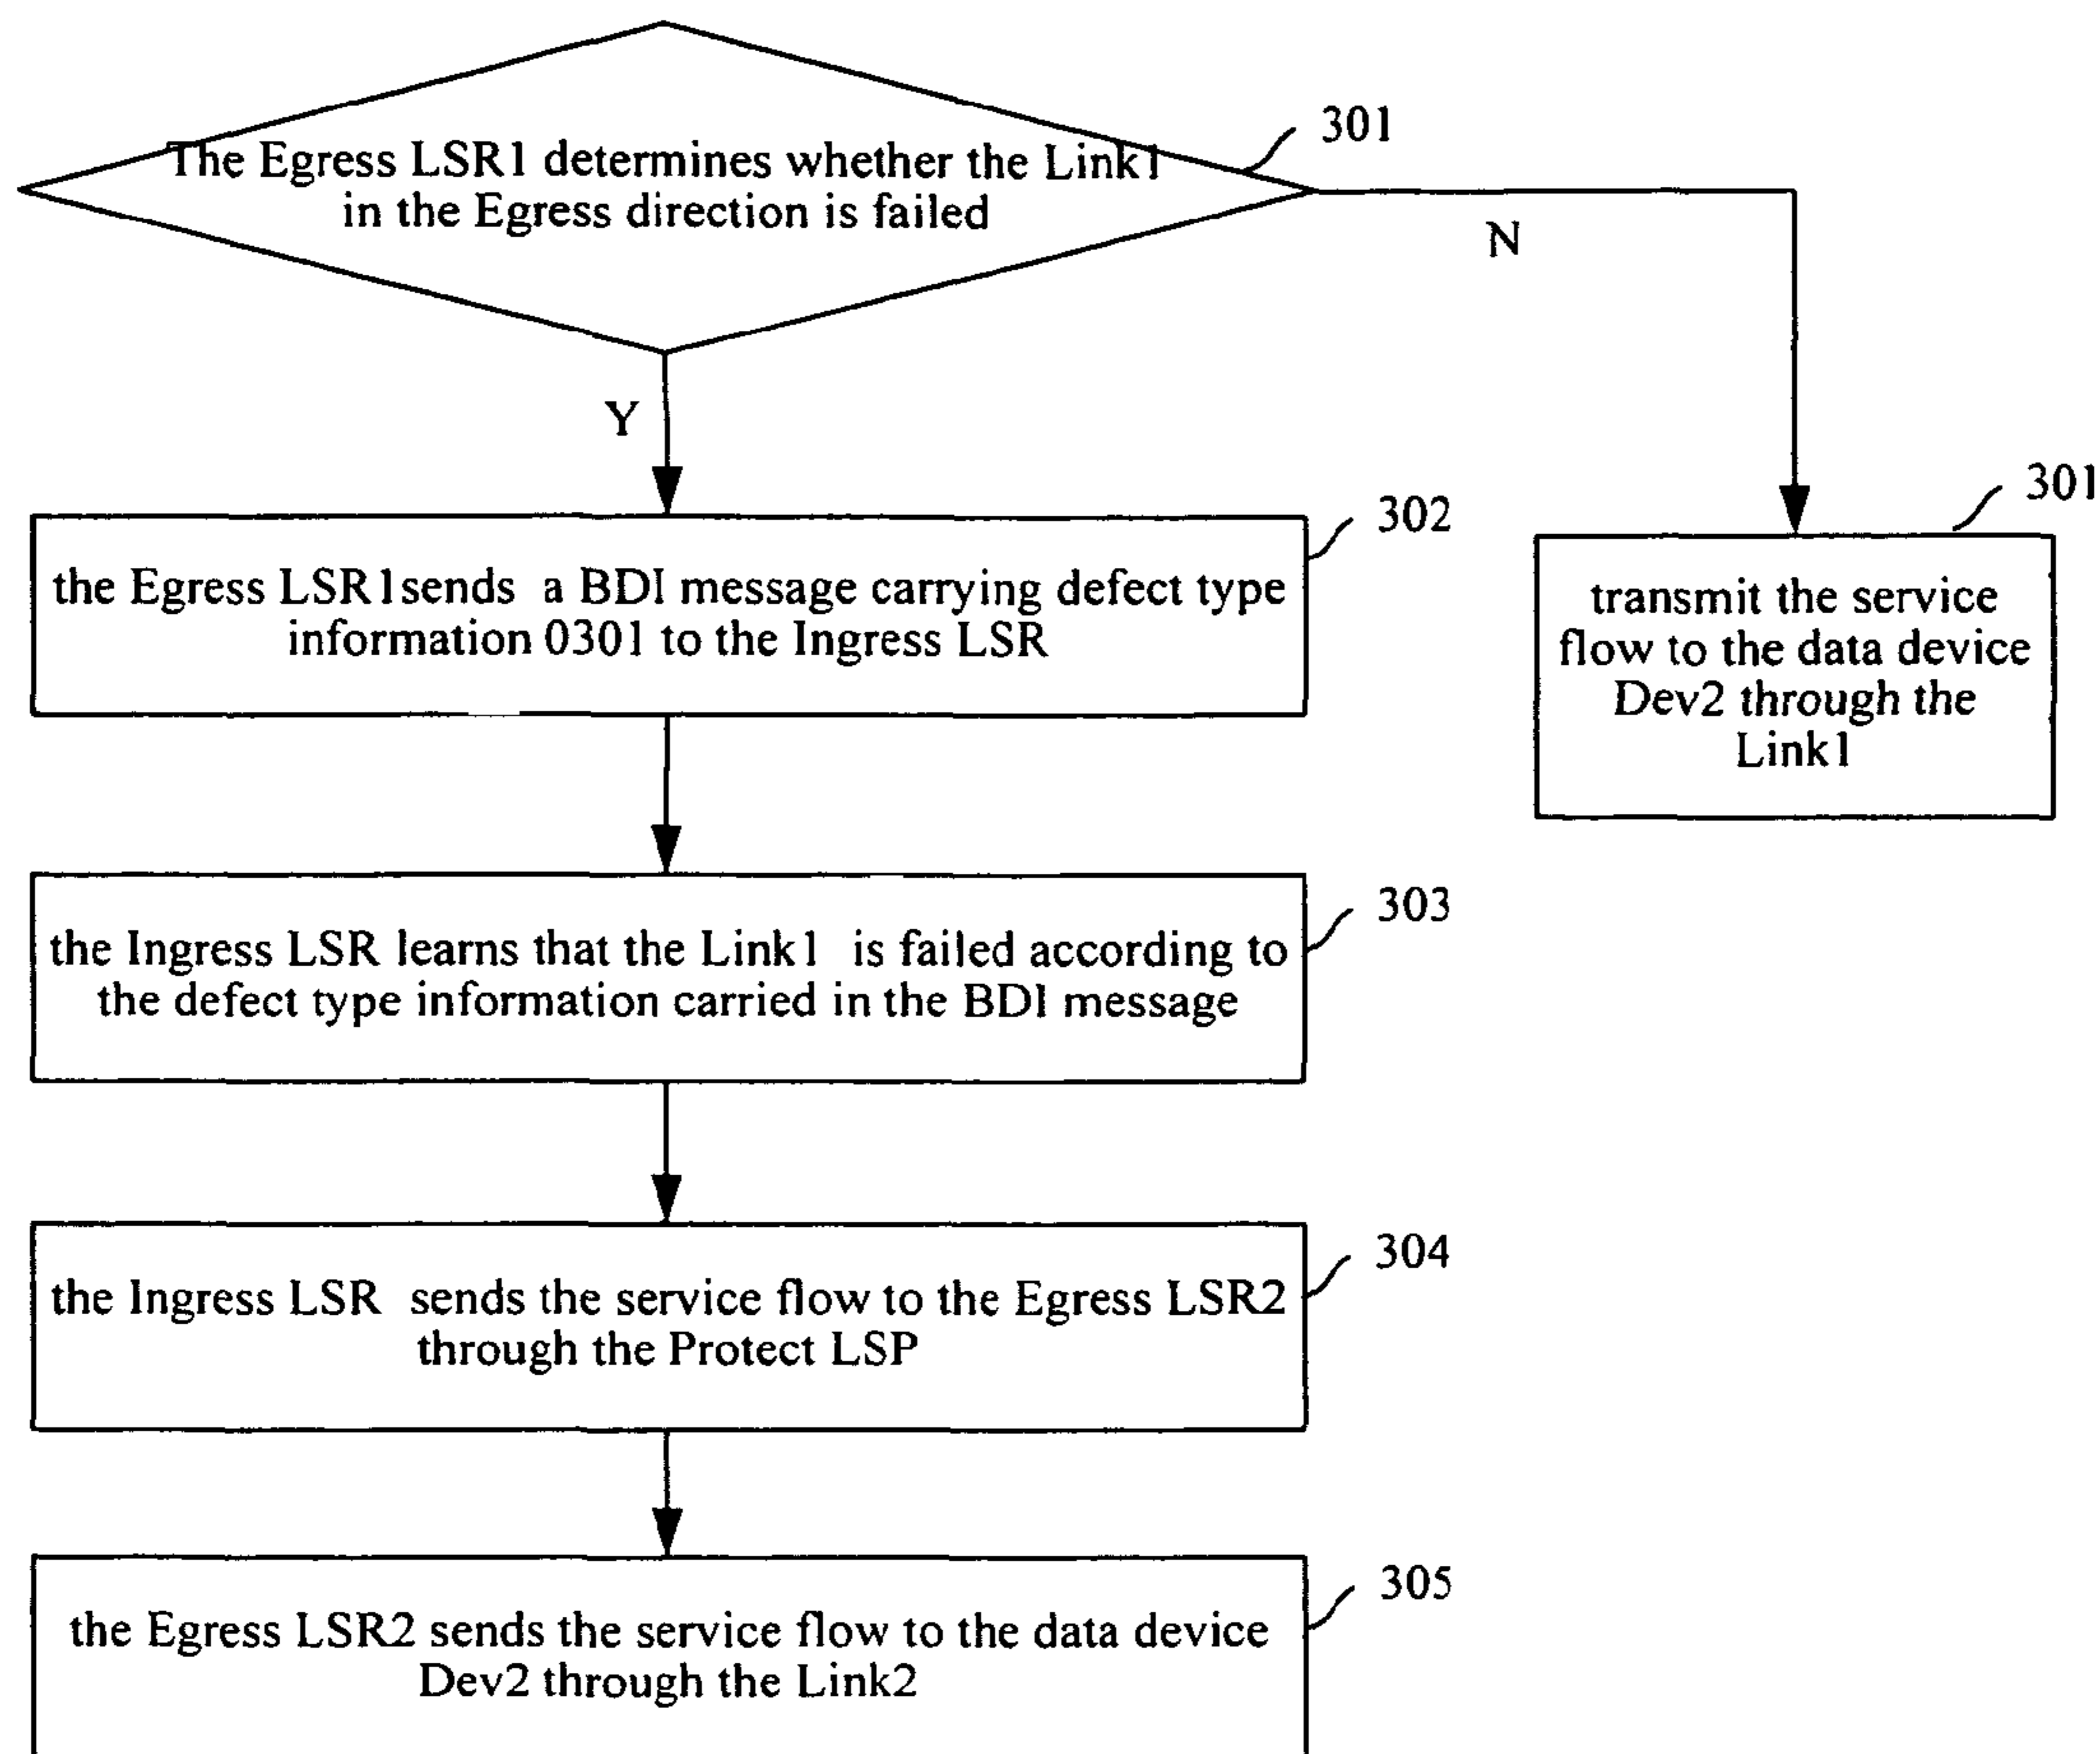 The Egress LSR1 determines whether the Link1
in the Egress direction is failed
301
N
Y
302
the Egress LSR1sends a BDI message carrying defect type
information 0301 to the Ingress LSR
301
transmit the service
flow to the data device
Dev2 through the
Link1
303
the Ingress LSR learns that the Link1 is failed according to
the defect type information carried in the BDI message
304
the Ingress LSR sends the service flow to the Egress LSR2
through the Protect LSP
305
the Egress LSR2 sends the service flow to the data device
Dev2 through the Link2